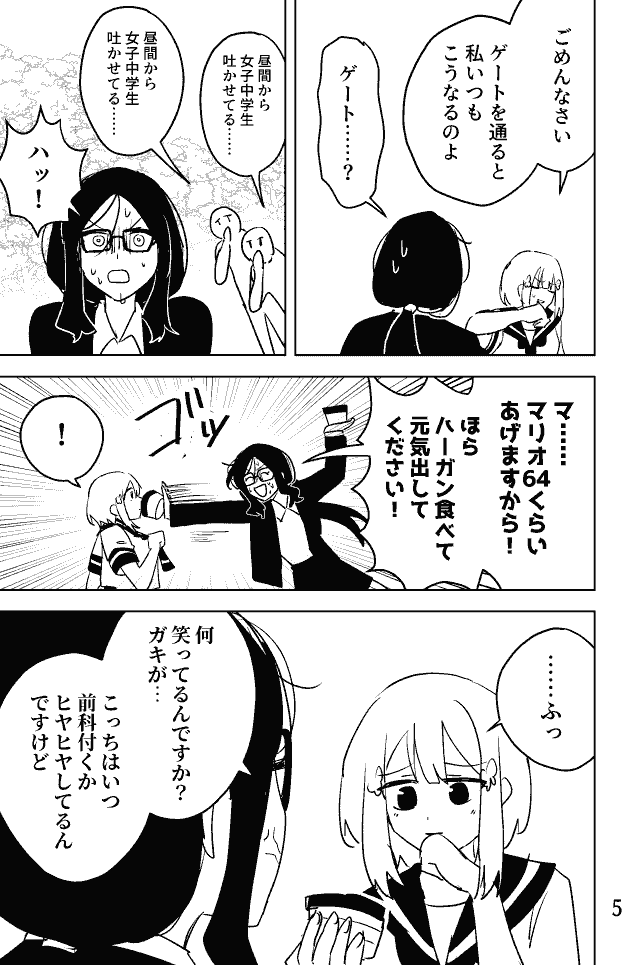 ごめんなさい
ゲートを通ると
私いつも
こうなるのよ
ゲート……？
昼間から
女子中学生
吐かせてる……
昼間から
女子中学生
吐かせてる……
ハッ！
マ……
マリオ64くらい
あげますから！
ほら
ハーガン食べて
元気出して
ください！
ゴッ
！
……ふっ
何
笑ってるんですか？
ガキが…
こっちはいつ
前科付くか
ヒヤヒヤしてるん
ですけど
5